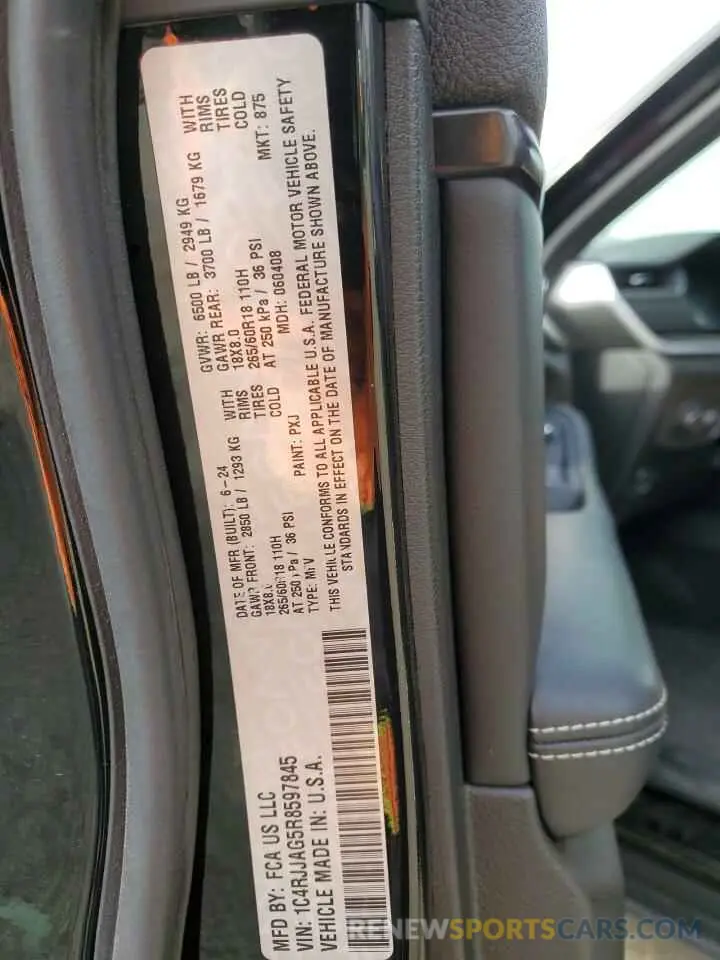 MFD BY: FCA US LLC
VIN: 1C4RJJAG5R8597845
VEHICLE MADE IN: U.S.A.
DATE OF MFR (BUILT): 6-24
GAWR FRONT: 2850 LB / 1293 KG WITH
18X8.0 RIMS
265/60R18 110H TIRES
AT 250 kPa / 36 PSI COLD
TYPE: MPV PAINT: PXJ
GVWR: 6500 LB / 2949 KG
GAWR REAR: 3700 LB / 1679 KG WITH
18X8.0 RIMS
265/60R18 110H TIRES
AT 250 kPa / 36 PSI COLD
MDH: 060408 MKT: 875
THIS VEHICLE CONFORMS TO ALL APPLICABLE U.S.A. FEDERAL MOTOR VEHICLE SAFETY
STANDARDS IN EFFECT ON THE DATE OF MANUFACTURE SHOWN ABOVE.
RENEWSPORTSCARS.COM